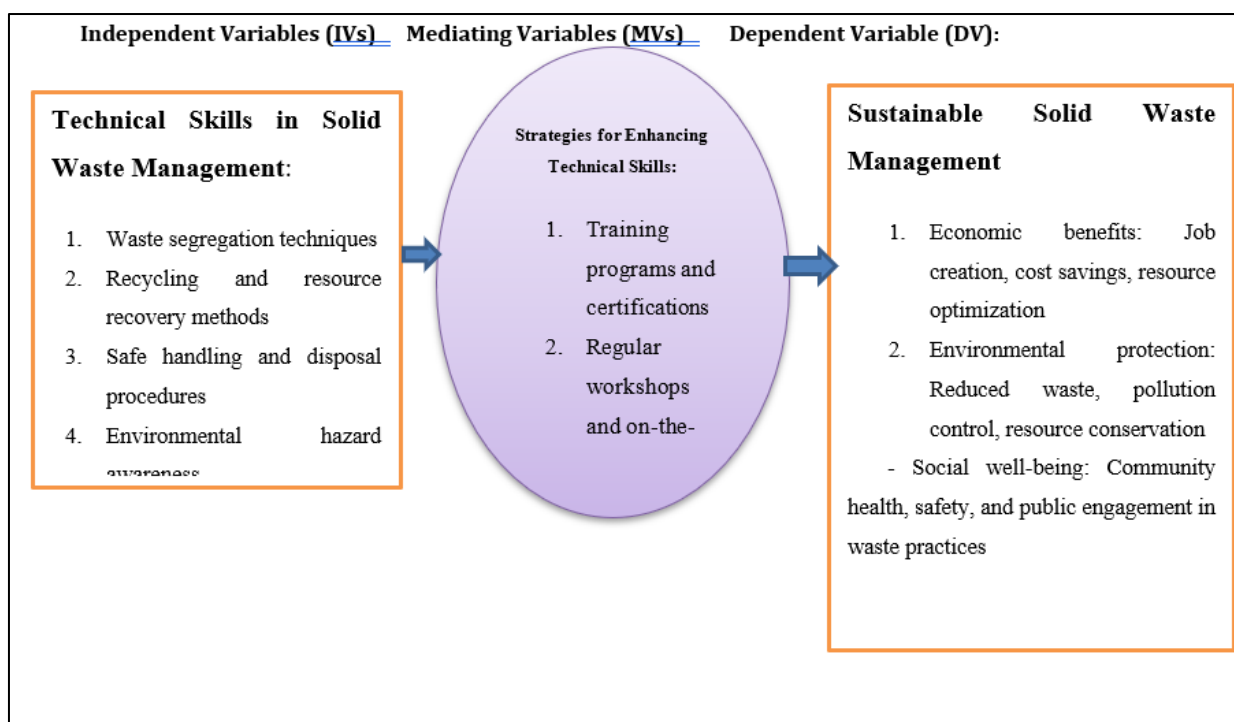 Independent Variables (IVs) Mediating Variables (MVs) Dependent Variable (DV):
Technical Skills in Solid
Waste Management:
1. Waste segregation techniques
2. Recycling and resource
recovery methods
3. Safe handling and disposal
procedures
4. Environmental hazard
awareness
Strategies for Enhancing
Technical Skills:
1. Training
programs and
certifications
2. Regular
workshops
and on-the-
Sustainable Solid Waste
Management
1. Economic benefits: Job
creation, cost savings, resource
optimization
2. Environmental protection:
Reduced waste, pollution
control, resource conservation
- Social well-being: Community
health, safety, and public engagement in
waste practices